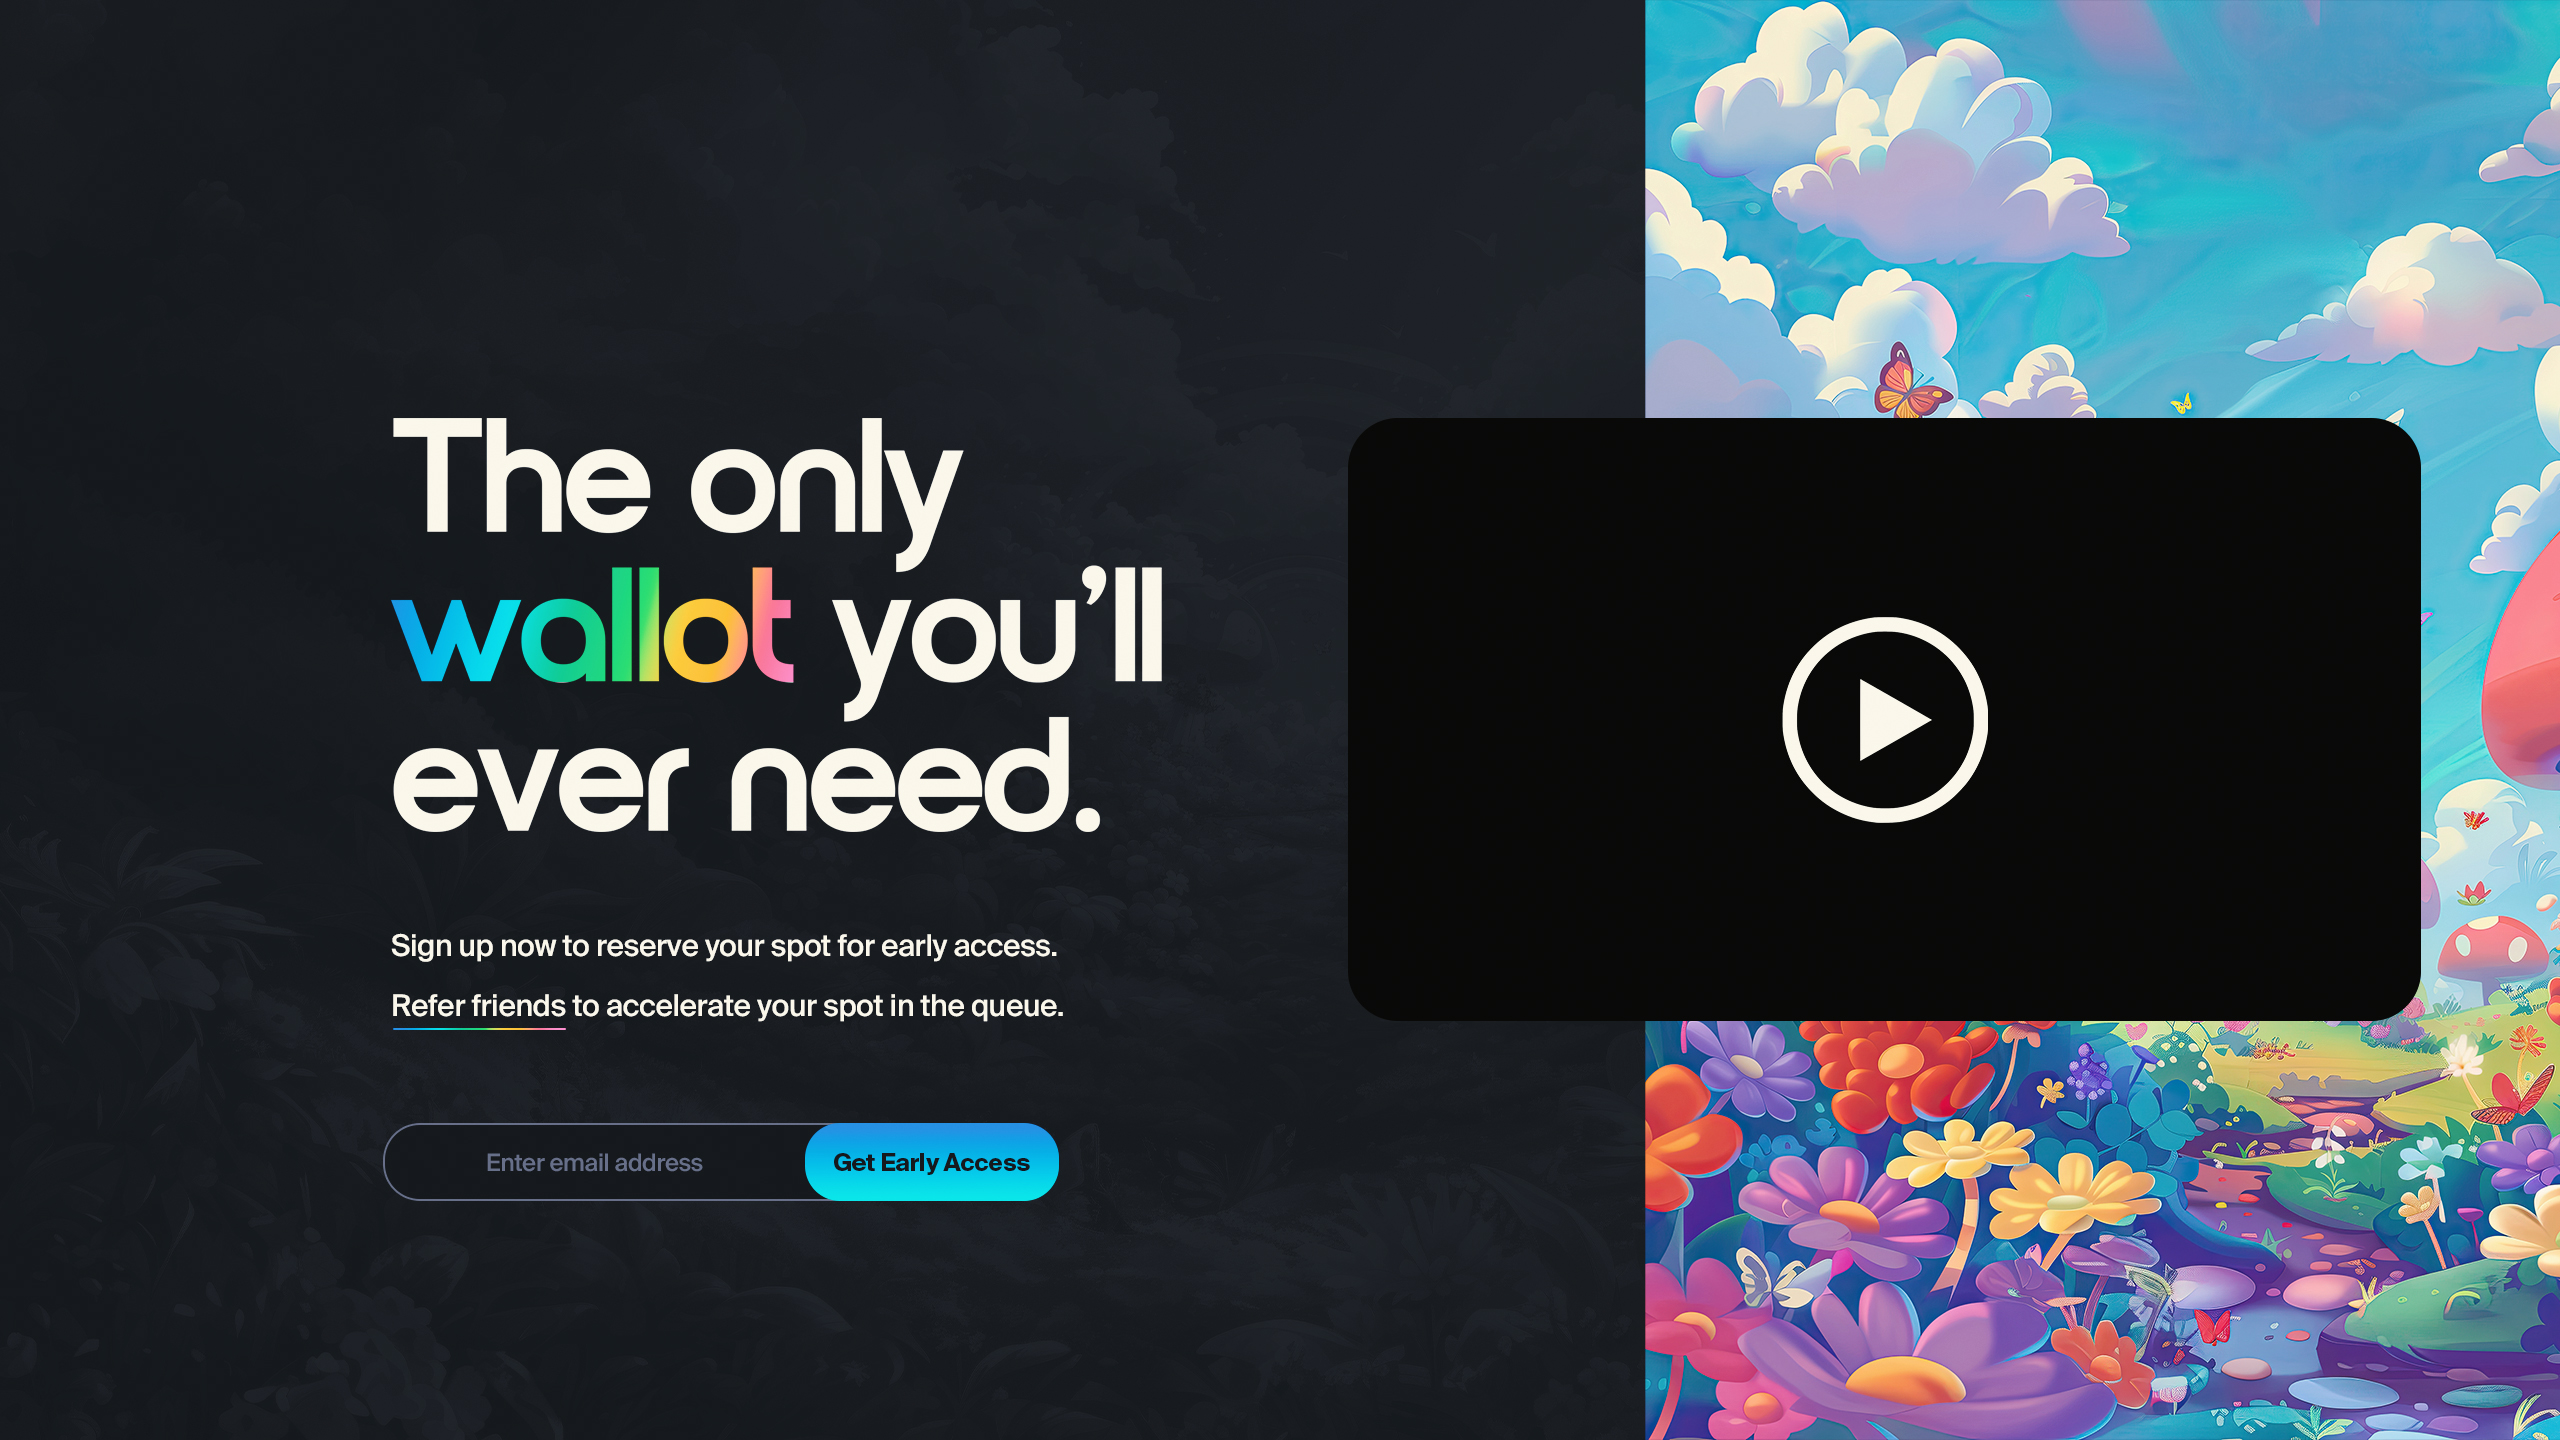 The only
wallot you’ll
ever need.
Sign up now to reserve your spot for early access.
Refer friends to accelerate your spot in the queue.
Enter email address
Get Early Access